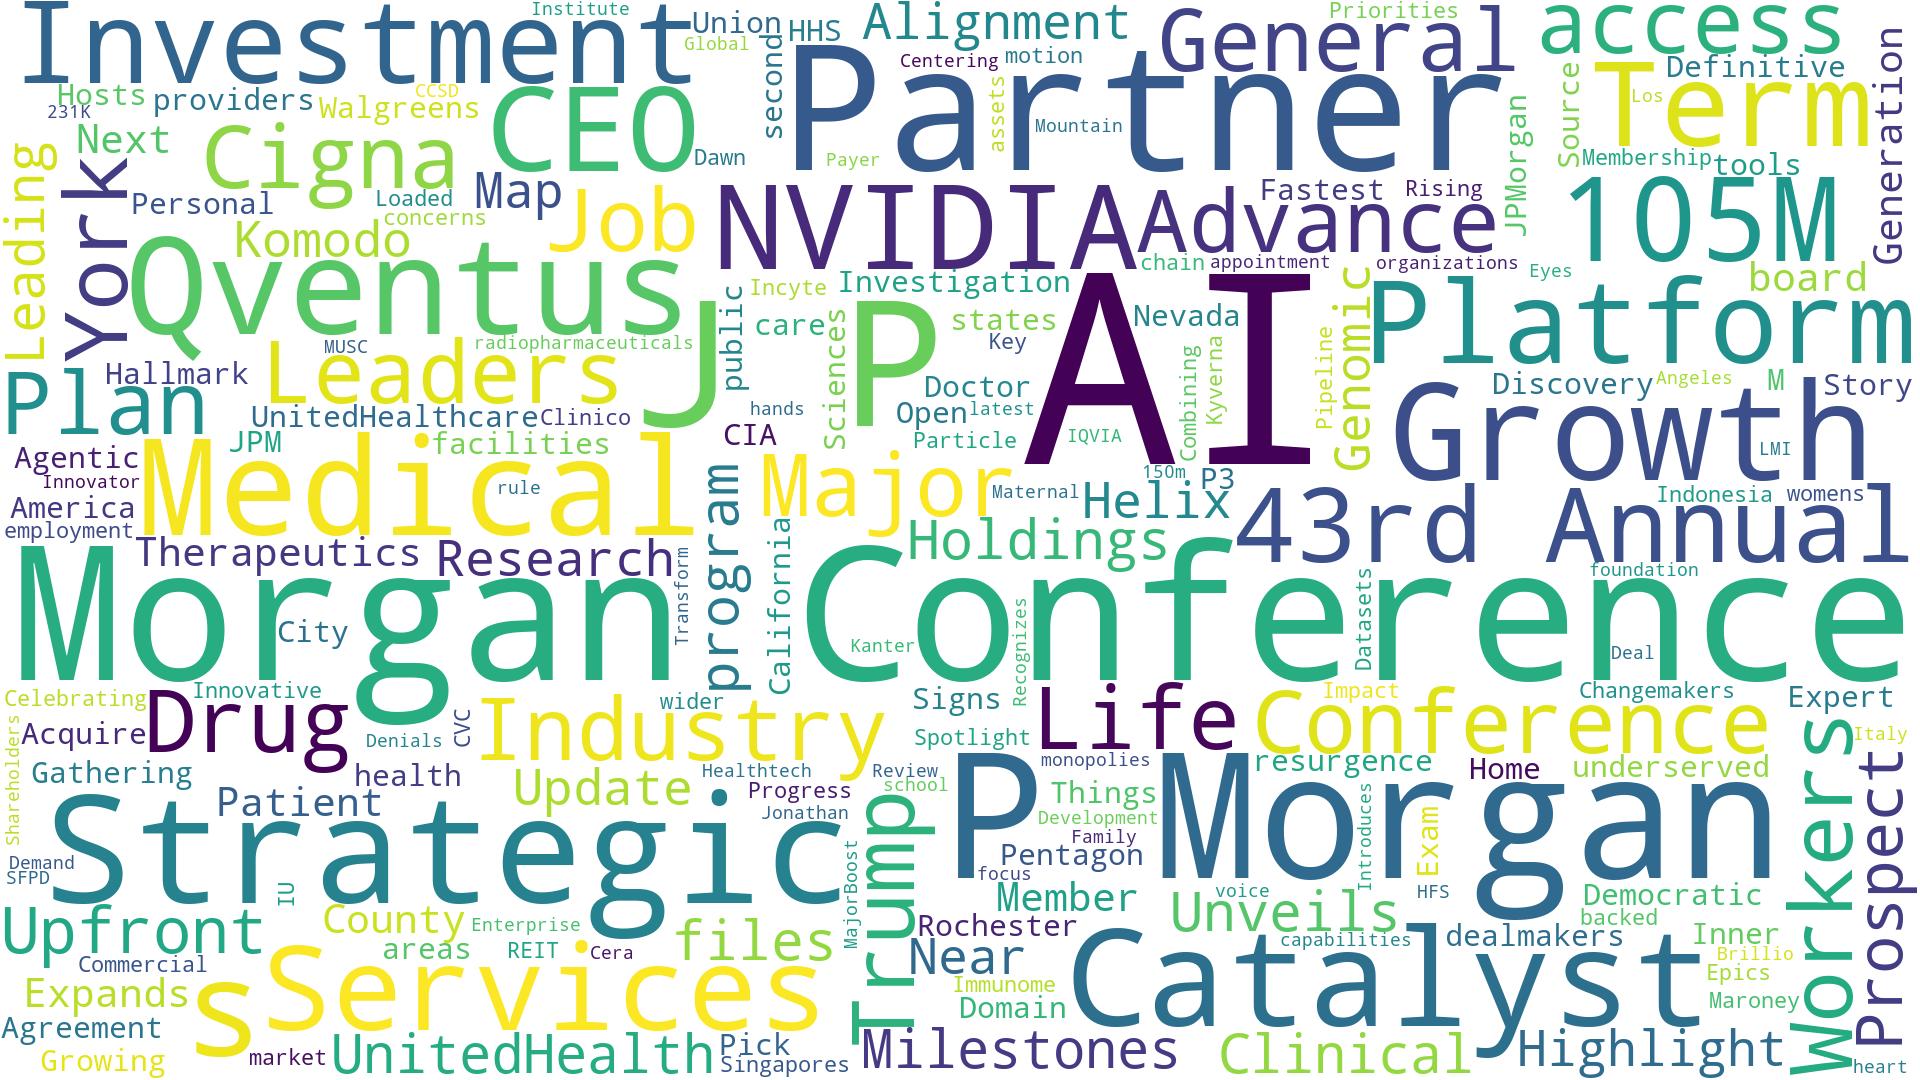 Investment
Institute
Union
Global
HHS
Alignment
General
Priorities
access
Hosts
providers
CCSD
Walgreens
CEO
second
Centering
motion
Partner
assets
Mountain
Payer
Source
Term
Definitive
Los
Generation
231K
Next
Cigna
Dawn
JPMorgan
Membership
tools
Leading
York
Personal
Loaded
concerns
Map
Job
NVIDIA
Advance
Fastest
Rising
105M
Komodo
Qventus
chain
appointment
organizations
Eyes
board
Investigation
Incyte
public
care
Sciences
states
Key
J P
AI
Nevada
Genomic
Pipeline
Platform
MUSC
radiopharmaceuticals
Leaders
Hallmark
Plan
UnitedHealthcare
Clinico
hands
Doctor
Open
latest
Combining
Kyverna
Discovery
Angeles
M
Story
Growth
JPM
facilities
CIA
Particle
IQVIA
LMI
Agentic
Innovator
Medical
rule
Major
Maternal
150m
P3
Helix
Indonesia
womens
America
employment
program
California
Holdings
43rd Annual
Therapeutics
Research
Transform
foundation
Morgan
City
Conference
Kanter
Recognizes
Datasets
Deal
Celebrating
Innovative
Drug
wider
Signs
Life
Impact
Conference
Changemakers
Expert
Acquire
Denials
CVC
Industry
Spotlight
Italy
Shareholders
Gathering
health
Update
Healthtech
Review
monopolies
resurgence
Home
underserved
Workers
Prospect
Patient
Progress
school
Things
Jonathan
Development
Strategic
P Morgan
Family
Introduces
Exam
Demand
SFPD
Pentagon
focus
IU
MajorBoost
Trump
Member
voice
HFS
Democratic
Upfront
County
Enterprise
files
Rochester
Unveils
backed
areas
REIT
Cera
Near
capabilities
dealmakers
Inner
Commercial
Services
Catalyst
Brillio
Expands
s
Immunome
Epics
Domain
Maroney
Agreement
Growing
market
UnitedHealth
Pick
Singapores
Milestones
Clinical
Highlight
heart